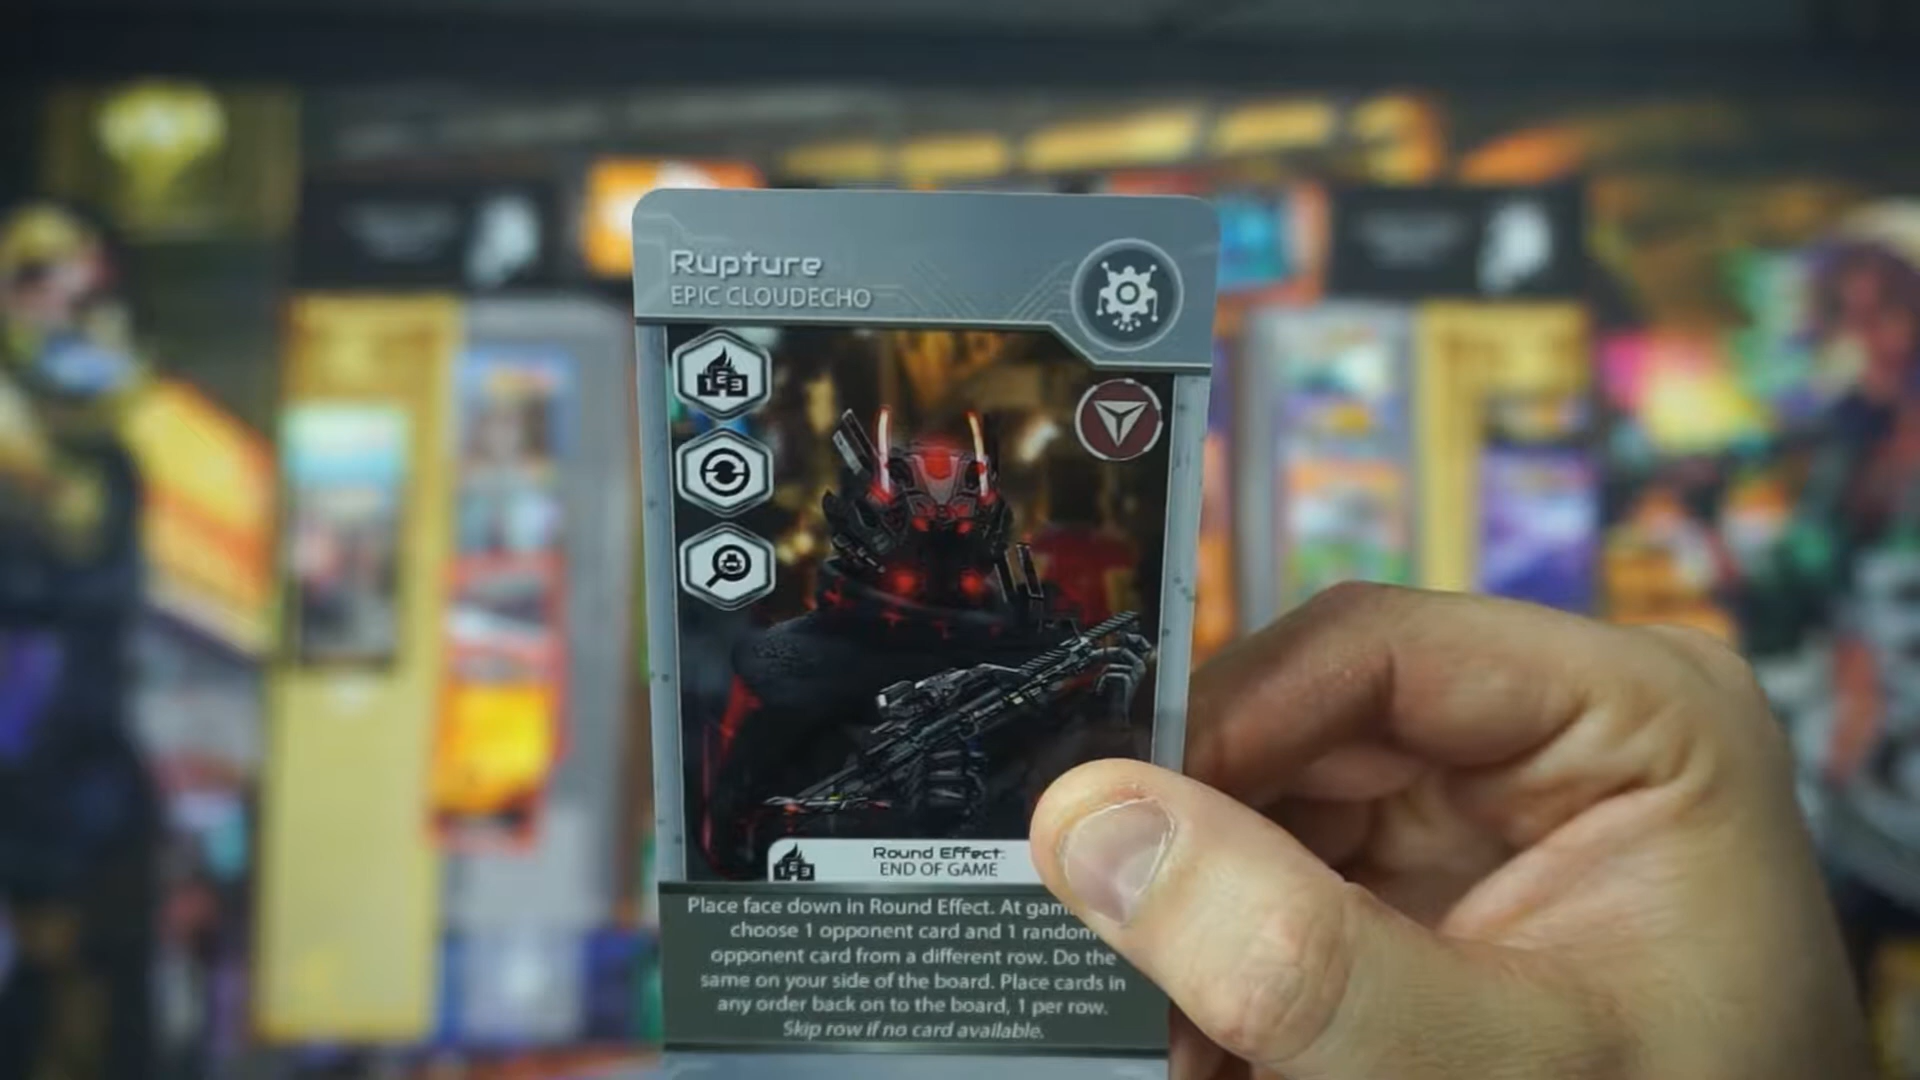 Rupture
EPIC CLOUDECHO
Round Effect:
END OF GAME
Place face down in Round Effect. At
choose 1 opponent card and 1 random
opponent card from a different row. Do the
same on your side of the board. Place cards in
any order back on to the board, 1 per row.
Skip row if no card available.